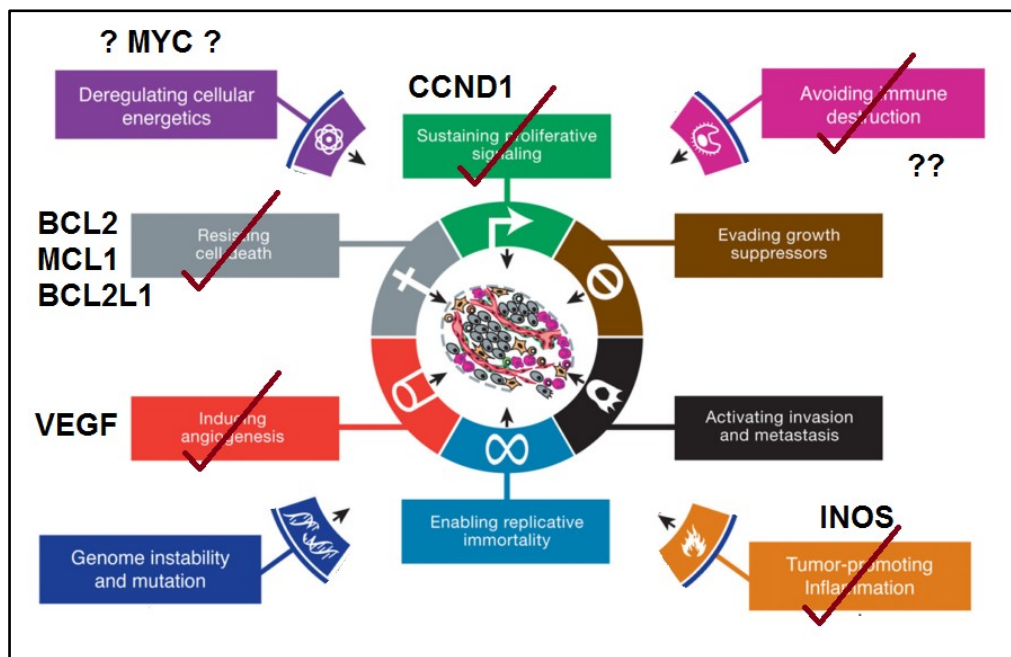 ? MYC ?
Deregulating cellular
energetics
CCND1
Sustaining proliferative
signaling
Avoiding immune
destruction
??
BCL2
MCL1
BCL2L1
Resisting
cell death
Evading growth
suppressors
VEGF
Inducing
angiogenesis
Activating invasion
and metastasis
Genome instability
and mutation
Enabling replicative
immortality
INOS
Tumor-promoting
Inflammation